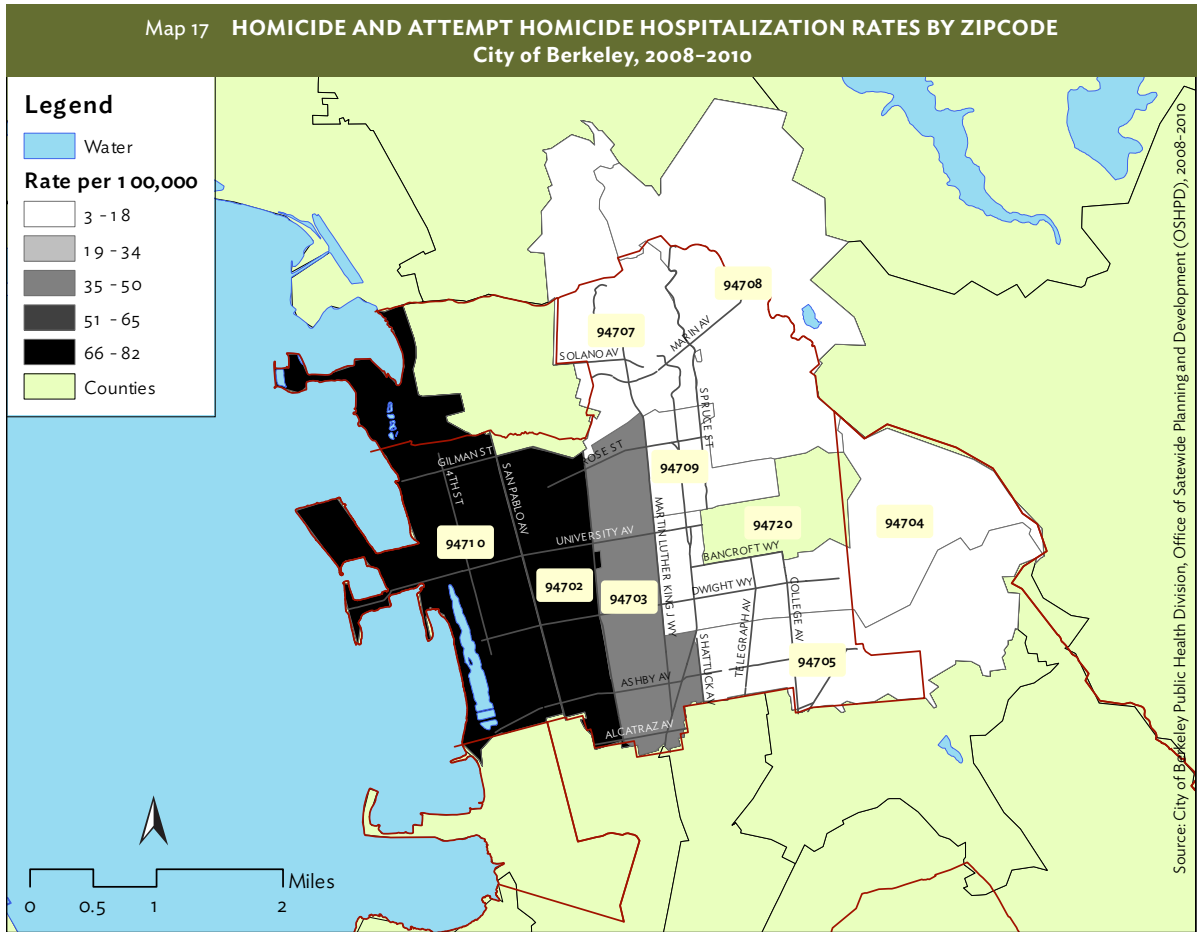 Map 17 HOMICIDE AND ATTEMPT HOMICIDE HOSPITALIZATION RATES BY ZIPCODE
City of Berkeley, 2008–2010
Legend
Water
Rate per 100,000
3 - 18
19 - 34
35 - 50
51 - 65
66 - 82
Counties
94708
94707
MARIN AV
SOLANO AV
SPRUCE ST
ROSE ST
GILMAN ST
94709
4TH ST
SAN PABLO AV
MARTIN LUTHER KING J WY
94720
94704
UNIVERSITY AV
94710
BANCROFT WY
94702
94703
DWIGHT WY
COLLEGE AV
TELEGRAPH AV
SHATTUCK AV
94705
ASHBY AV
ALCATRAZ AV
Miles
0 0.5 1 2
Source: City of Berkeley Public Health Division, Office of Satewide Planning and Development (OSHPD), 2008-2010